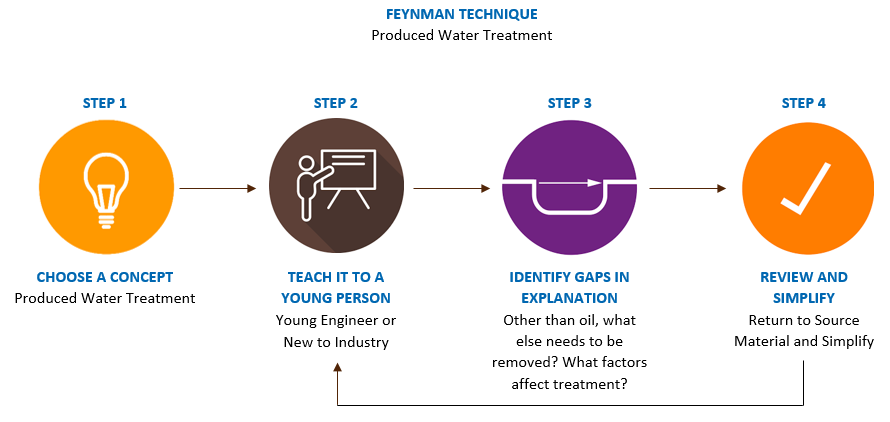 FEYNMAN TECHNIQUE
Produced Water Treatment
STEP 1
STEP 2
STEP 3
STEP 4
CHOOSE A CONCEPT
Produced Water Treatment
TEACH IT TO A
YOUNG PERSON
Young Engineer or
New to Industry
IDENTIFY GAPS IN
EXPLANATION
Other than oil, what
else needs to be
removed? What factors
affect treatment?
REVIEW AND
SIMPLIFY
Return to Source
Material and Simplify